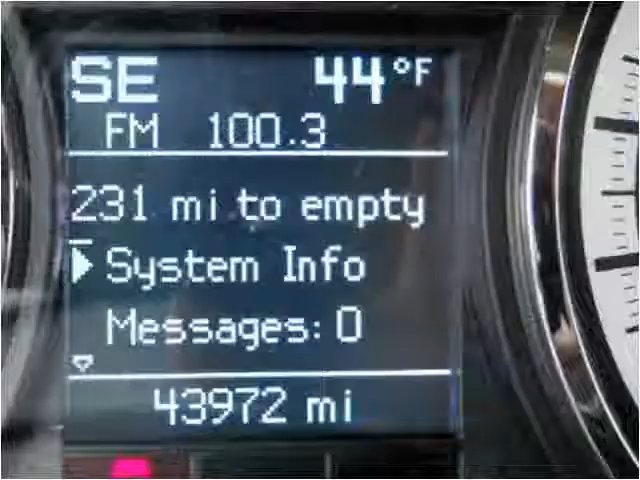 SE 44°F
FM 100.3
231 mi to empty
System Info
Messages: 0
43972 mi